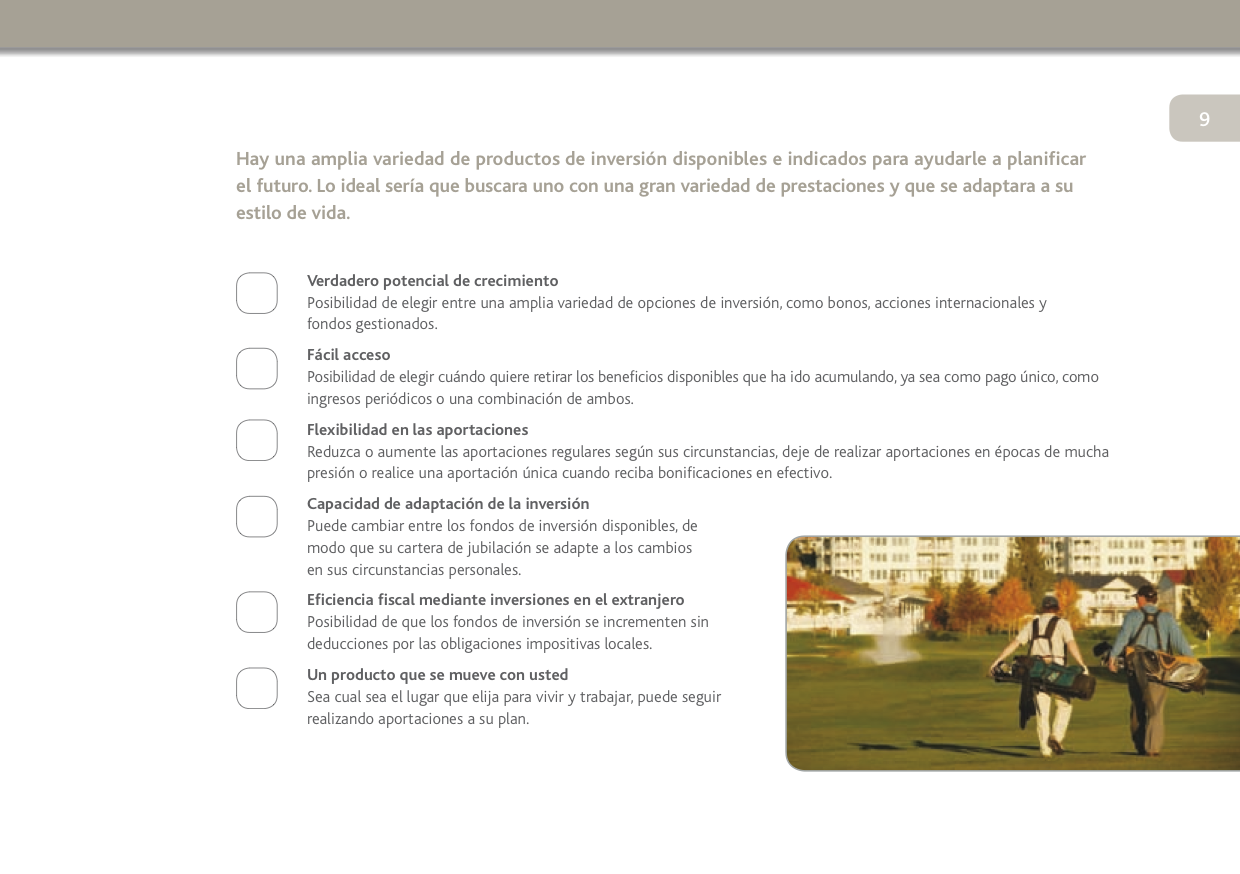 9
Hay una amplia variedad de productos de inversión disponibles e indicados para ayudarle a planificar
el futuro. Lo ideal sería que buscara uno con una gran variedad de prestaciones y que se adaptara a su
estilo de vida.
Verdadero potencial de crecimiento
Posibilidad de elegir entre una amplia variedad de opciones de inversión, como bonos, acciones internacionales y
fondos gestionados.
Fácil acceso
Posibilidad de elegir cuándo quiere retirar los beneficios disponibles que ha ido acumulando, ya sea como pago único, como
ingresos periódicos o una combinación de ambos.
Flexibilidad en las aportaciones
Reduzca o aumente las aportaciones regulares según sus circunstancias, deje de realizar aportaciones en épocas de mucha
presión o realice una aportación única cuando reciba bonificaciones en efectivo.
Capacidad de adaptación de la inversión
Puede cambiar entre los fondos de inversión disponibles, de
modo que su cartera de jubilación se adapte a los cambios
en sus circunstancias personales.
Eficiencia fiscal mediante inversiones en el extranjero
Posibilidad de que los fondos de inversión se incrementen sin
deducciones por las obligaciones impositivas locales.
Un producto que se mueve con usted
Sea cual sea el lugar que elija para vivir y trabajar, puede seguir
realizando aportaciones a su plan.